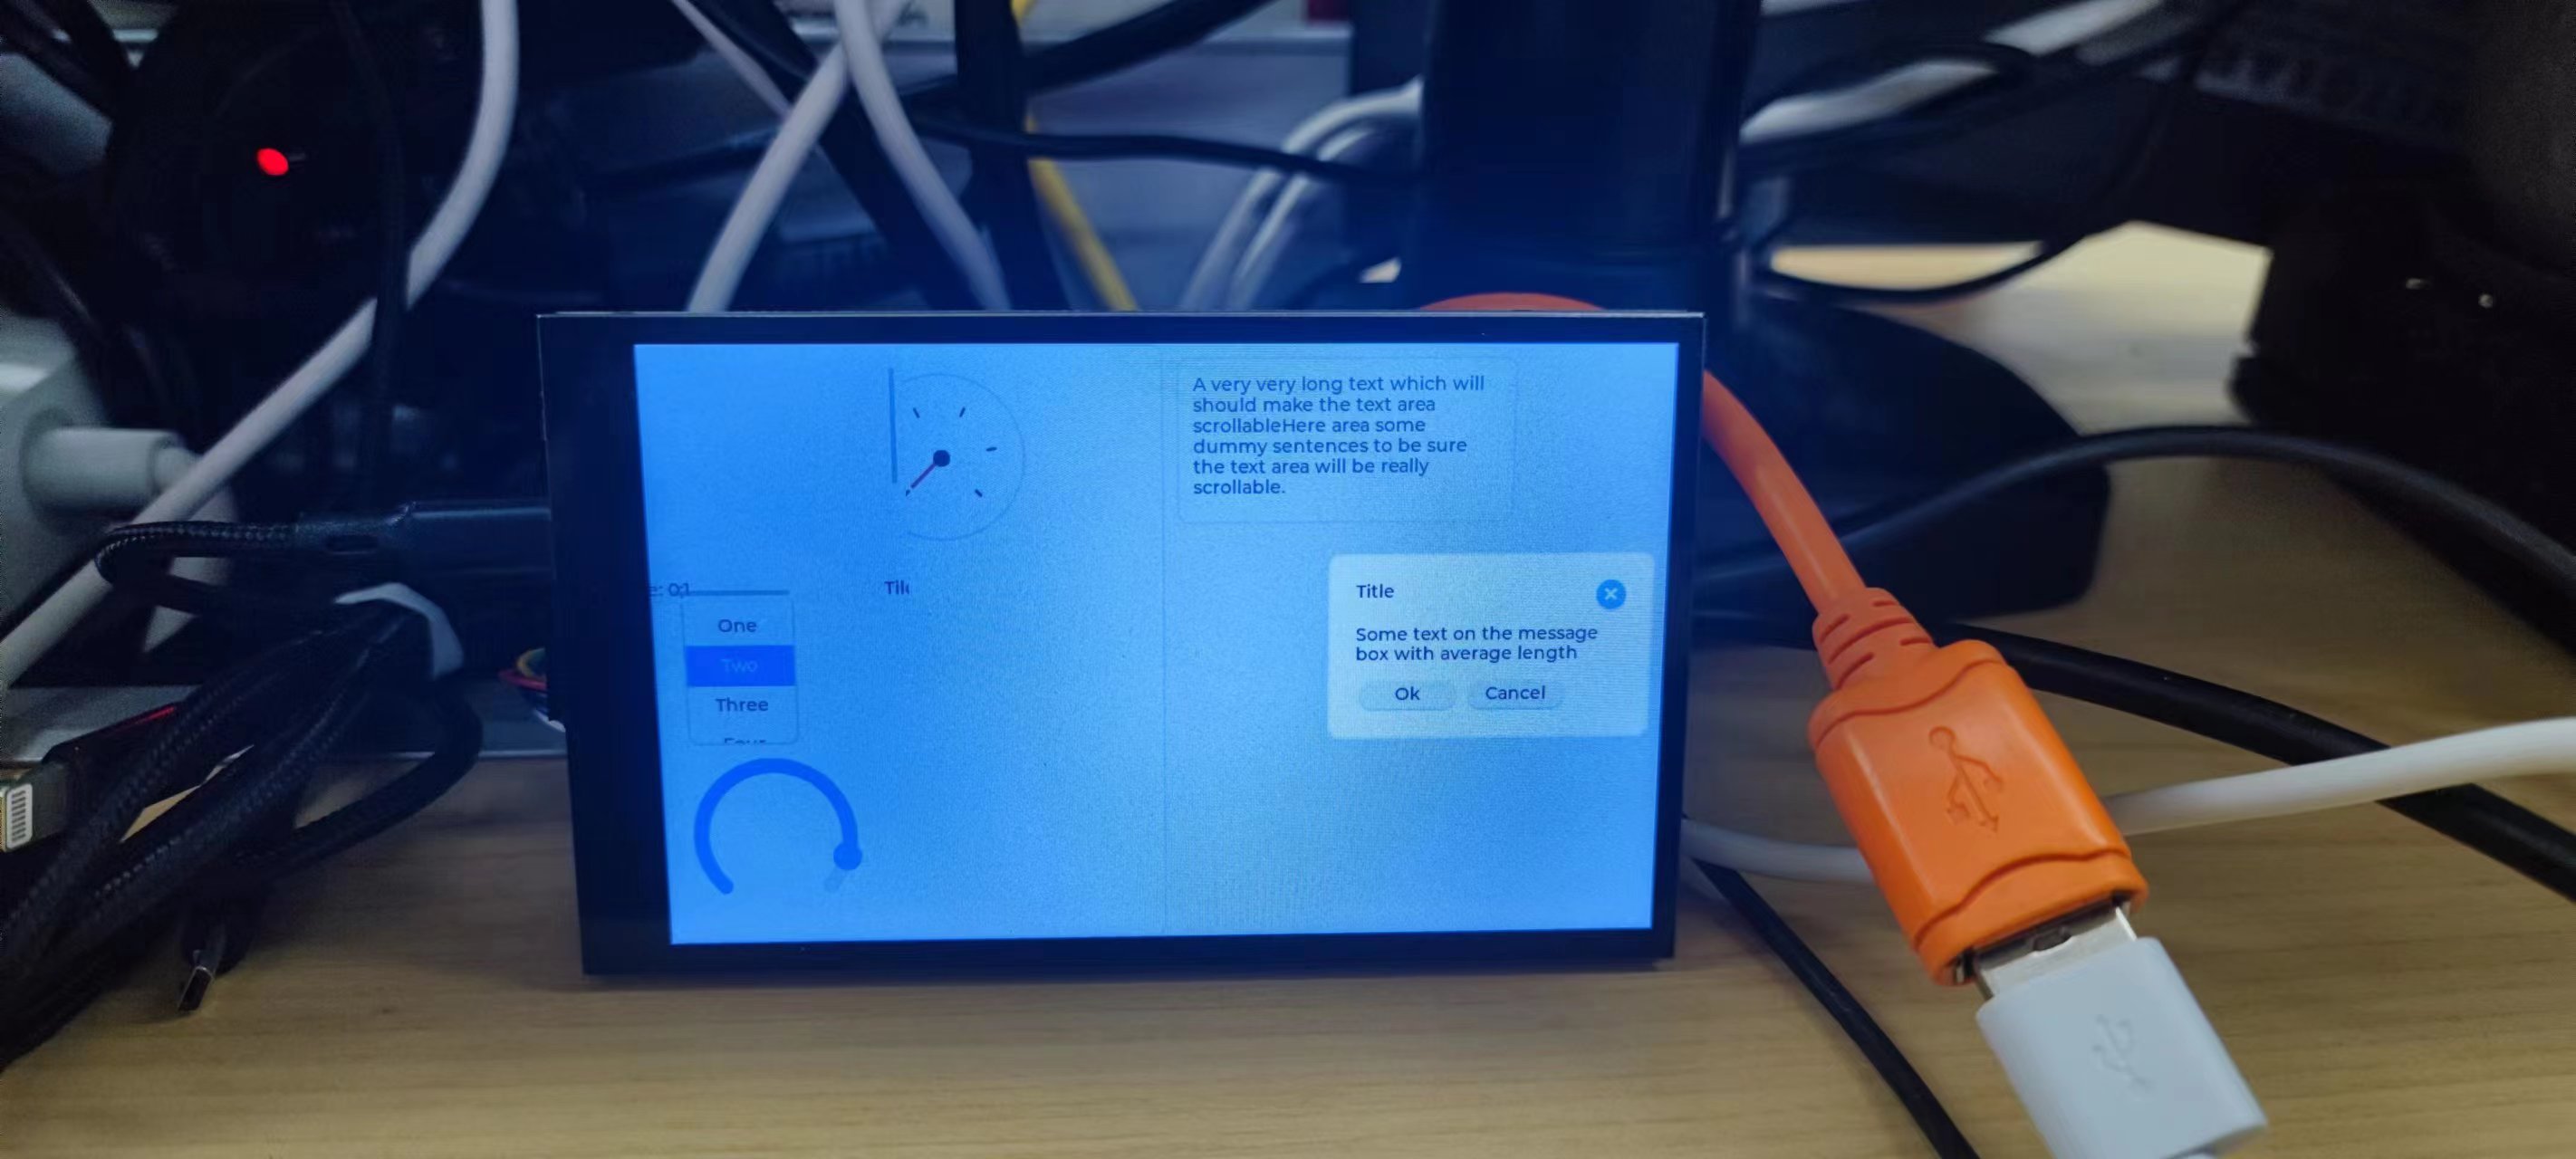 A very very long text which will
should make the text area
scrollableHere area some
dummy sentences to be sure
the text area will be really
scrollable.
Title
Some text on the message
box with average length
Ok
Cancel
One
Two
Three